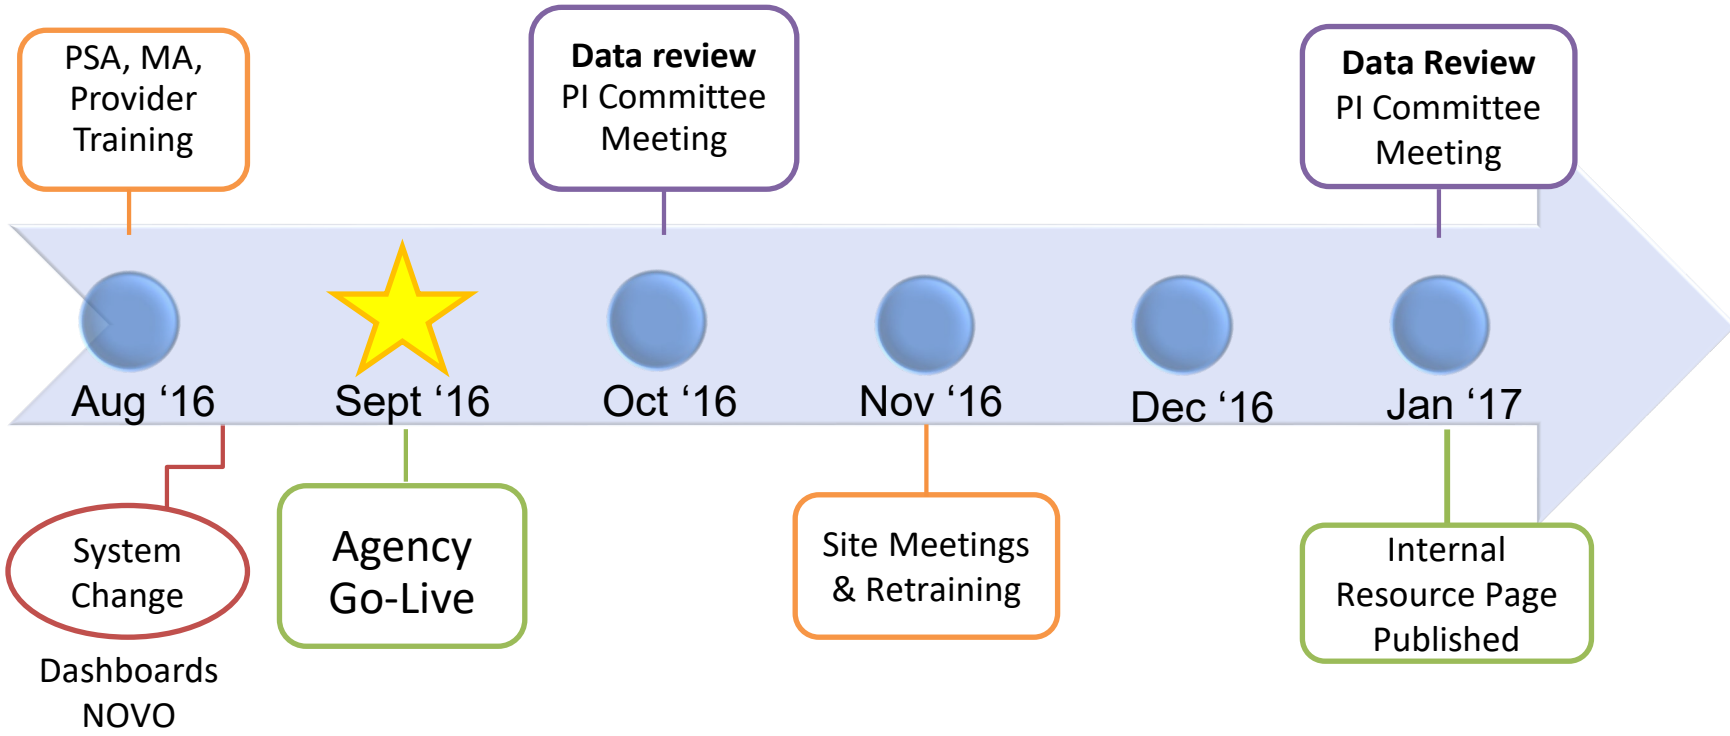 PSA, MA,
Provider
Training
Data review
PI Committee
Meeting
Data Review
PI Committee
Meeting
Aug ‘16
Sept ‘16
Oct ‘16
Nov ‘16
Dec ‘16
Jan ‘17
System
Change
Dashboards
NOVO
Agency
Go-Live
Site Meetings
& Retraining
Internal
Resource Page
Published